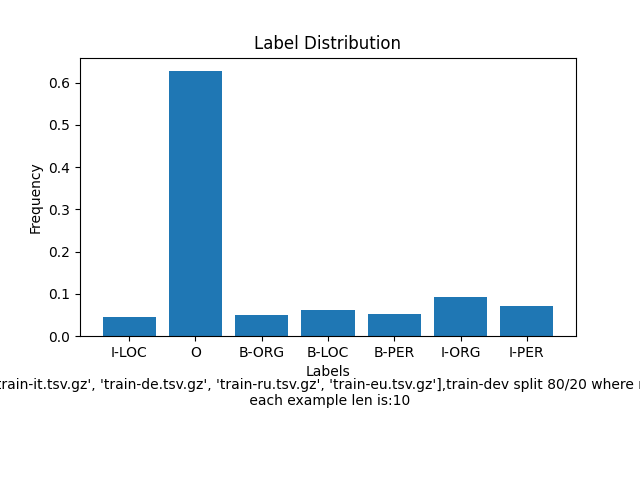 Label Distribution
Frequency
0.6
0.5
0.4
0.3
0.2
0.1
0.0
I-LOC O B-ORG B-LOC B-PER I-ORG I-PER
Labels
train-it.tsv.gz', 'train-de.tsv.gz', 'train-ru.tsv.gz', 'train-eu.tsv.gz'],train-dev split 80/20 where
each example len is:10